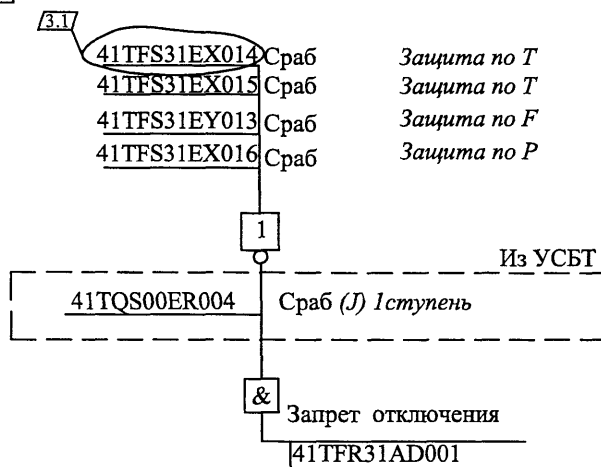 3.1
41TFS31EX014 Сраб Защита по Т
41TFS31EX015 Сраб Защита по Т
41TFS31EY013 Сраб Защита по F
41TFS31EX016 Сраб Защита по Р
1
Из УСБТ
41TQS00ER004 Сраб (J) 1ступень
&
Запрет отключения
41TFR31AD001